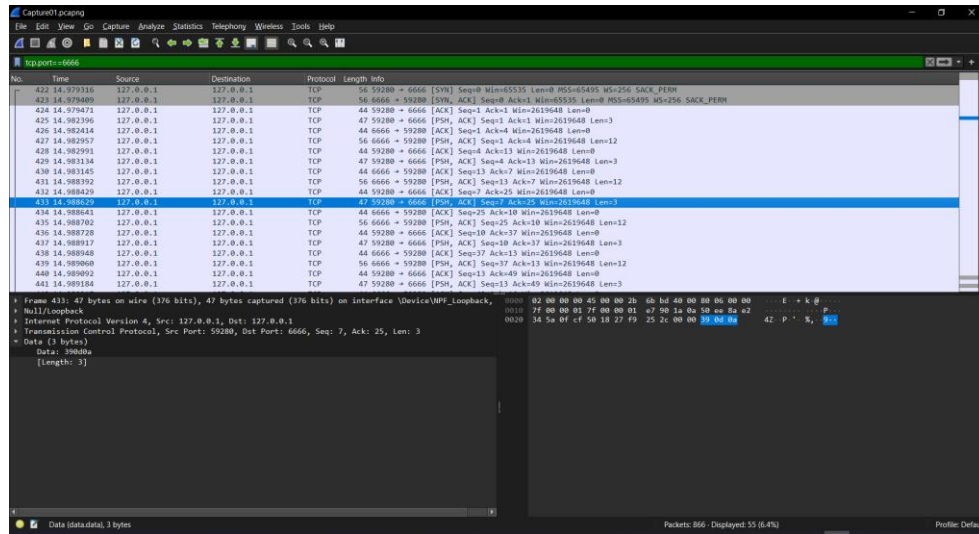 Capture01.pcapng
File Edit View Go Capture Analyze Statistics Telephony Wireless Tools Help
tcp.port==6666
No. Time Source Destination Protocol Length Info
422 14.979316 127.0.0.1 127.0.0.1 TCP 56 59280 → 6666 [SYN] Seq=0 Win=65535 Len=0 MSS=65495 WS=256 SACK_PERM
423 14.979409 127.0.0.1 127.0.0.1 TCP 56 6666 → 59280 [SYN, ACK] Seq=0 Ack=1 Win=65535 Len=0 MSS=65495 WS=256 SACK_PERM
424 14.979471 127.0.0.1 127.0.0.1 TCP 44 59280 → 6666 [ACK] Seq=1 Ack=1 Win=2619648 Len=0
425 14.982396 127.0.0.1 127.0.0.1 TCP 47 59280 → 6666 [PSH, ACK] Seq=1 Ack=1 Win=2619648 Len=3
426 14.982414 127.0.0.1 127.0.0.1 TCP 44 6666 → 59280 [ACK] Seq=1 Ack=4 Win=2619648 Len=0
427 14.982957 127.0.0.1 127.0.0.1 TCP 56 6666 → 59280 [PSH, ACK] Seq=1 Ack=4 Win=2619648 Len=12
428 14.982991 127.0.0.1 127.0.0.1 TCP 44 59280 → 6666 [ACK] Seq=4 Ack=13 Win=2619648 Len=0
429 14.983134 127.0.0.1 127.0.0.1 TCP 47 59280 → 6666 [PSH, ACK] Seq=4 Ack=13 Win=2619648 Len=3
430 14.983145 127.0.0.1 127.0.0.1 TCP 44 6666 → 59280 [ACK] Seq=13 Ack=7 Win=2619648 Len=0
431 14.988392 127.0.0.1 127.0.0.1 TCP 56 6666 → 59280 [PSH, ACK] Seq=13 Ack=7 Win=2619648 Len=12
432 14.988429 127.0.0.1 127.0.0.1 TCP 44 59280 → 6666 [ACK] Seq=7 Ack=25 Win=2619648 Len=0
433 14.988629 127.0.0.1 127.0.0.1 TCP 47 59280 → 6666 [PSH, ACK] Seq=7 Ack=25 Win=2619648 Len=3
434 14.988641 127.0.0.1 127.0.0.1 TCP 44 6666 → 59280 [ACK] Seq=25 Ack=10 Win=2619648 Len=0
435 14.988702 127.0.0.1 127.0.0.1 TCP 56 6666 → 59280 [PSH, ACK] Seq=25 Ack=10 Win=2619648 Len=12
436 14.988728 127.0.0.1 127.0.0.1 TCP 44 59280 → 6666 [ACK] Seq=10 Ack=37 Win=2619648 Len=0
437 14.988917 127.0.0.1 127.0.0.1 TCP 47 59280 → 6666 [PSH, ACK] Seq=10 Ack=37 Win=2619648 Len=3
438 14.988948 127.0.0.1 127.0.0.1 TCP 44 6666 → 59280 [ACK] Seq=37 Ack=13 Win=2619648 Len=0
439 14.989060 127.0.0.1 127.0.0.1 TCP 56 6666 → 59280 [PSH, ACK] Seq=37 Ack=13 Win=2619648 Len=12
440 14.989092 127.0.0.1 127.0.0.1 TCP 44 59280 → 6666 [ACK] Seq=13 Ack=49 Win=2619648 Len=0
441 14.989184 127.0.0.1 127.0.0.1 TCP 47 59280 → 6666 [PSH, ACK] Seq=13 Ack=49 Win=2619648 Len=3
Frame 433: 47 bytes on wire (376 bits), 47 bytes captured (376 bits) on interface \Device\NPF_Loopback,
Null/Loopback
Internet Protocol Version 4, Src: 127.0.0.1, Dst: 127.0.0.1
Transmission Control Protocol, Src Port: 59280, Dst Port: 6666, Seq: 7, Ack: 25, Len: 3
Data (3 bytes)
Data: 390d0a
[Length: 3]
0000 02 00 00 00 45 00 00 2b 6b bd 40 00 80 06 00 00 ····E··+ k·@·····
0010 7f 00 00 01 7f 00 00 01 e7 90 1a 0a 50 ee 8a e2 ········ ····P···
0020 34 5a 0f cf 50 18 27 f9 25 2c 00 00 39 0d 0a 4Z··P·'· %,··9··
Data (data.data), 3 bytes
Packets: 866 · Displayed: 55 (6.4%)
Profile: Defau